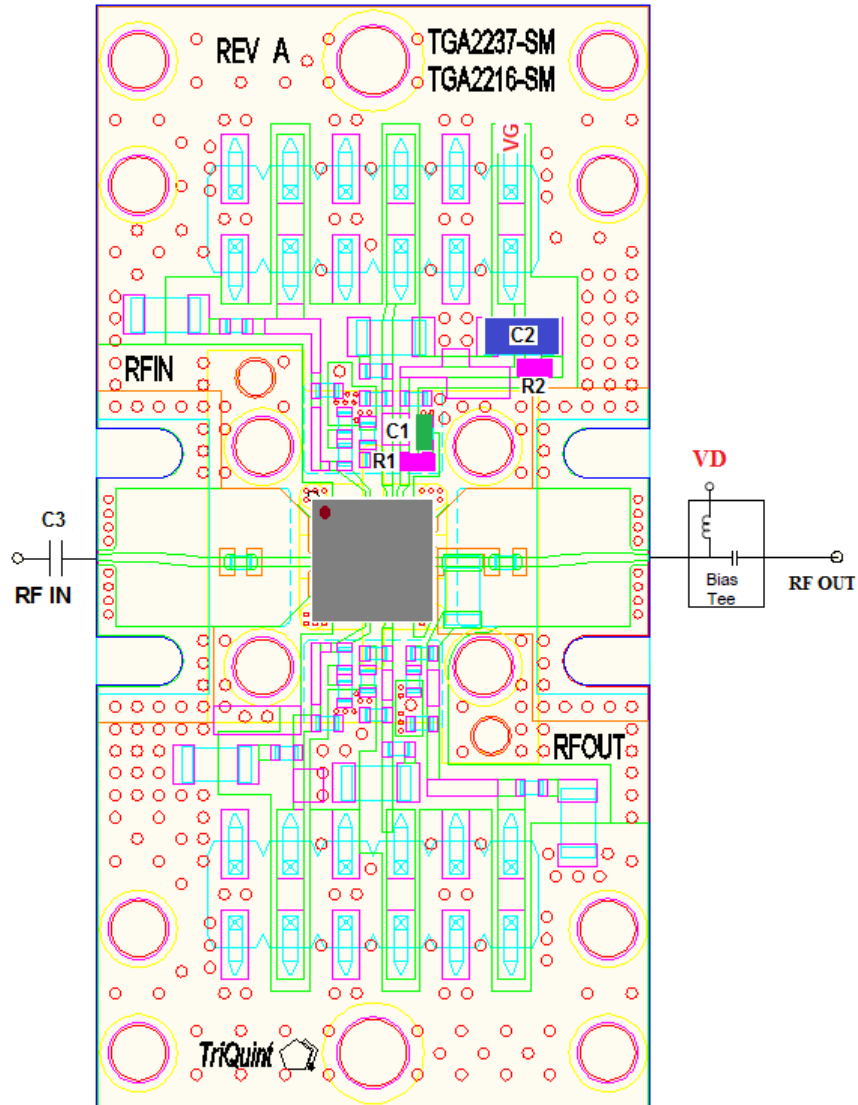 REV A
TGA2237-SM
TGA2216-SM
VG
C2
RFIN
R2
C1
R1
VD
C3
RF IN
Bias
Tee
RF OUT
RFOUT
TriQuint